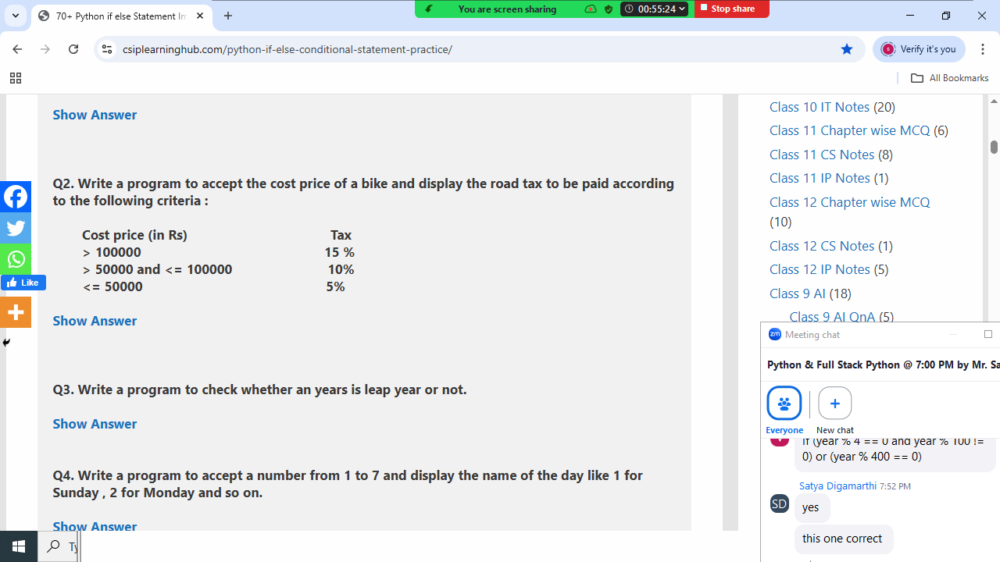 70+ Python if else Statement Im
You are screen sharing
00:55:24
Stop share
csiplearninghub.com/python-if-else-conditional-statement-practice/
S
Verify it's you
All Bookmarks
Show Answer
Q2. Write a program to accept the cost price of a bike and display the road tax to be paid according
to the following criteria :
Cost price (in Rs) Tax
> 100000 15 %
> 50000 and <= 100000 10%
<= 50000 5%
Show Answer
Like
Q3. Write a program to check whether an years is leap year or not.
Show Answer
Q4. Write a program to accept a number from 1 to 7 and display the name of the day like 1 for
Sunday , 2 for Monday and so on.
Show Answer
Class 10 IT Notes (20)
Class 11 Chapter wise MCQ (6)
Class 11 CS Notes (8)
Class 11 IP Notes (1)
Class 12 Chapter wise MCQ
(10)
Class 12 CS Notes (1)
Class 12 IP Notes (5)
Class 9 AI (18)
Class 9 AI QnA (5)
zm Meeting chat
Python & Full Stack Python @ 7:00 PM by Mr. Sa
Everyone New chat
If (year % 4 == 0 and year % 100 !=
0) or (year % 400 == 0)
Satya Digamarthi 7:52 PM
SD
yes
this one correct
Ty